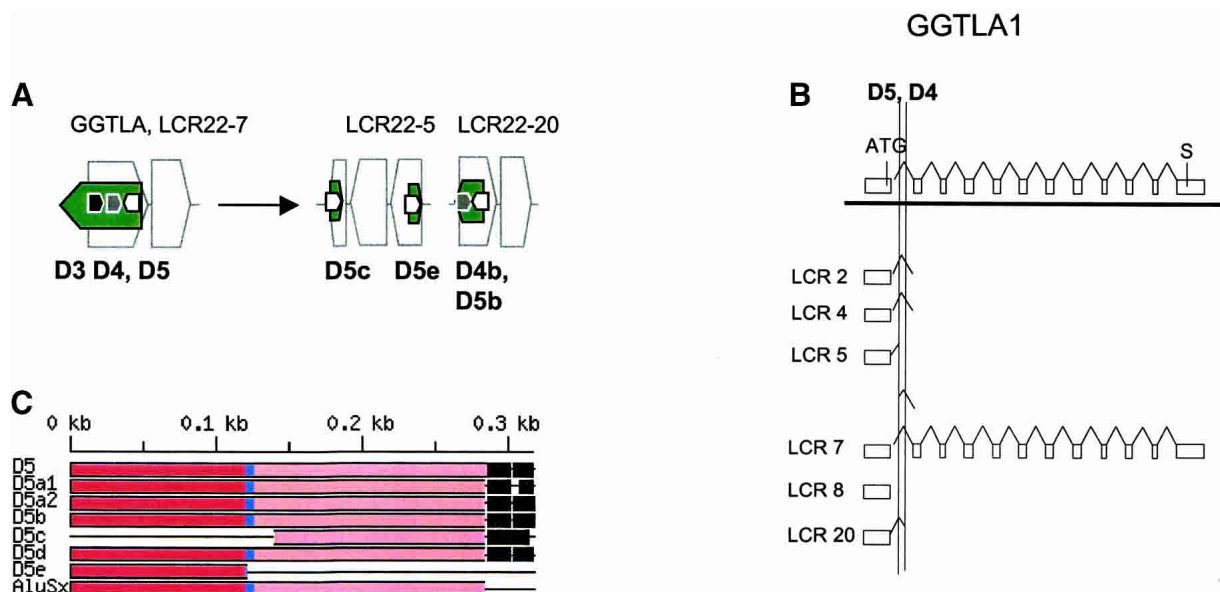 GGTLA1
A
GGTLA, LCR22-7
LCR22-5
LCR22-20
D3 D4, D5
D5c
D5e
D4b,
D5b
B
D5, D4
ATG
S
LCR 2
LCR 4
LCR 5
LCR 7
LCR 8
LCR 20
C
0 kb
0.1 kb
0.2 kb
0.3 kb
D5
D5a1
D5a2
D5b
D5c
D5d
D5e
AluSx